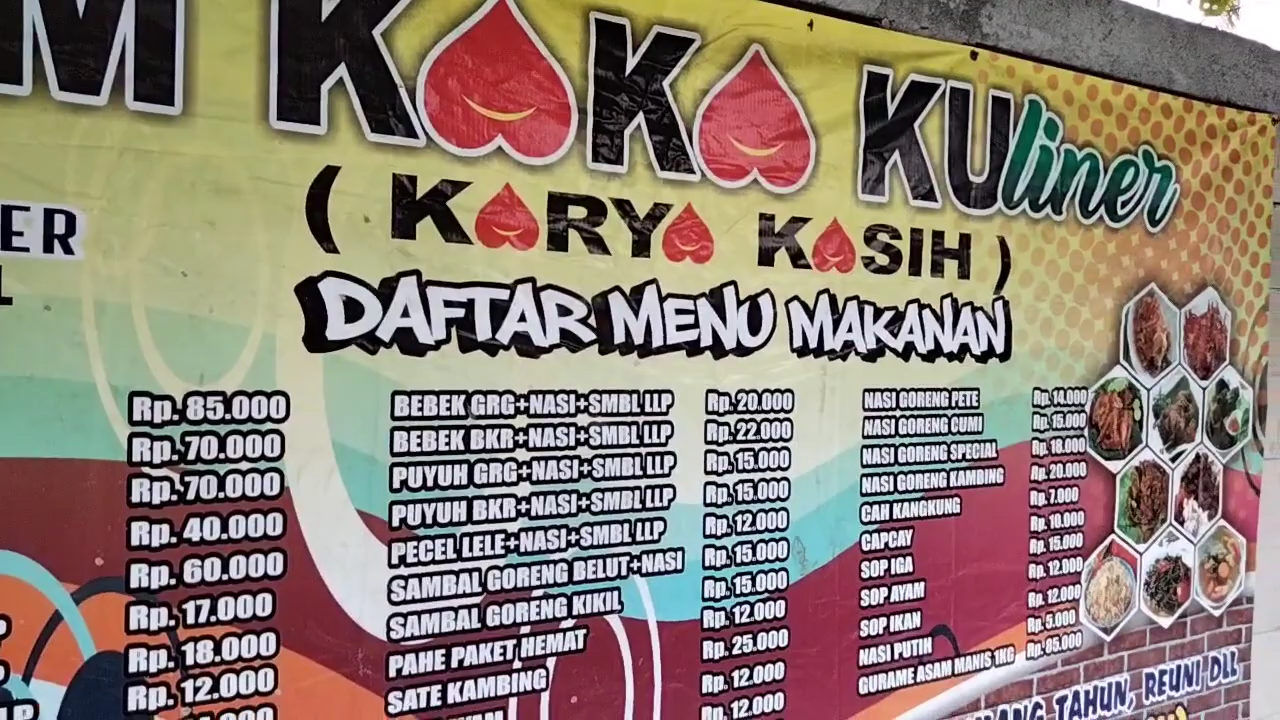 M KAKA KUliner
( KARYA KASIH )
ER
DAFTAR MENU MAKANAN
Rp. 85.000
Rp. 70.000
Rp. 70.000
Rp. 40.000
Rp. 60.000
Rp. 17.000
Rp. 18.000
Rp. 12.000
BEBEK GRG+NASI+SMBL LLP Rp. 20.000
BEBEK BKR+NASI+SMBL LLP Rp. 22.000
PUYUH GRG+NASI+SMBL LLP Rp. 15.000
PUYUH BKR+NASI+SMBL LLP Rp. 15.000
PECEL LELE+NASI+SMBL LLP Rp. 12.000
SAMBAL GORENG BELUT+NASI Rp. 15.000
SAMBAL GORENG KIKIL Rp. 15.000
PAHE PAKET HEMAT Rp. 12.000
SATE KAMBING Rp. 25.000
Rp. 12.000
Rp. 12.000
NASI GORENG PETE Rp. 14.000
NASI GORENG CUMI Rp. 15.000
NASI GORENG SPECIAL Rp. 18.000
NASI GORENG KAMBING Rp. 20.000
CAH KANGKUNG Rp. 7.000
CAPCAY Rp. 10.000
SOP IGA Rp. 15.000
SOP AYAM Rp. 12.000
SOP IKAN Rp. 12.000
NASI PUTIH Rp. 5.000
GURAME ASAM MANIS 1KG Rp. 85.000
TAHUN, REUNI DLL